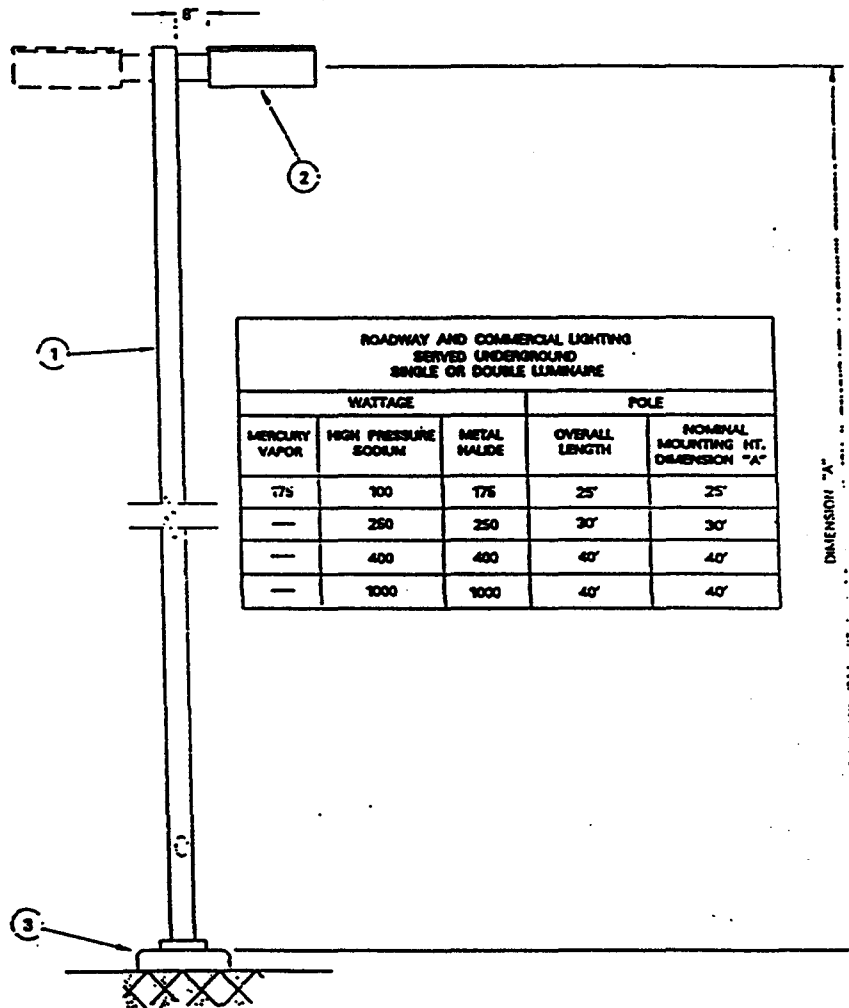 6"
2
1
ROADWAY AND COMMERCIAL LIGHTING
SERVED UNDERGROUND
SINGLE OR DOUBLE LUMINAIRE
WATTAGE POLE
MERCURY VAPOR HIGH PRESSURE SODIUM METAL HALIDE OVERALL LENGTH NOMINAL MOUNTING HT. DIMENSION "A"
175 100 175 25' 25'
— 250 250 30' 30'
— 400 400 40' 40'
— 1000 1000 40' 40'
DIMENSION "A"
3